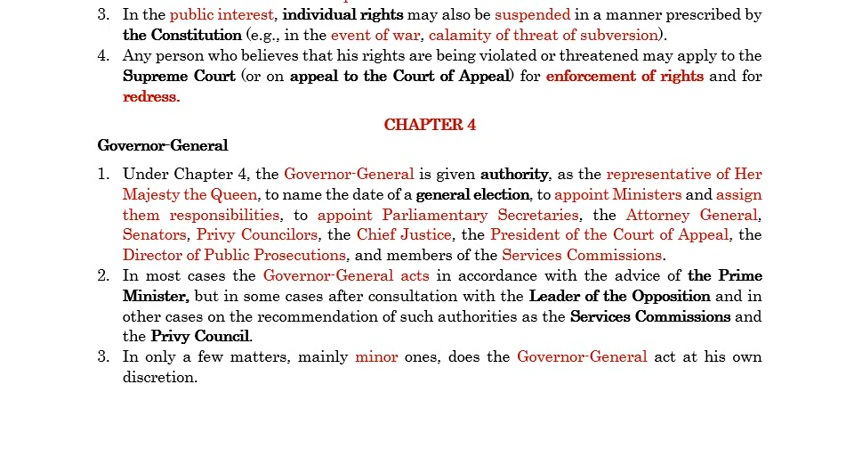 3. In the public interest, individual rights may also be suspended in a manner prescribed by
the Constitution (e.g., in the event of war, calamity of threat of subversion).
4. Any person who believes that his rights are being violated or threatened may apply to the
Supreme Court (or on appeal to the Court of Appeal) for enforcement of rights and for
redress.
CHAPTER 4
Governor-General
1. Under Chapter 4, the Governor-General is given authority, as the representative of Her
Majesty the Queen, to name the date of a general election, to appoint Ministers and assign
them responsibilities, to appoint Parliamentary Secretaries, the Attorney General,
Senators, Privy Councilors, the Chief Justice, the President of the Court of Appeal, the
Director of Public Prosecutions, and members of the Services Commissions.
2. In most cases the Governor-General acts in accordance with the advice of the Prime
Minister, but in some cases after consultation with the Leader of the Opposition and in
other cases on the recommendation of such authorities as the Services Commissions and
the Privy Council.
3. In only a few matters, mainly minor ones, does the Governor-General act at his own
discretion.